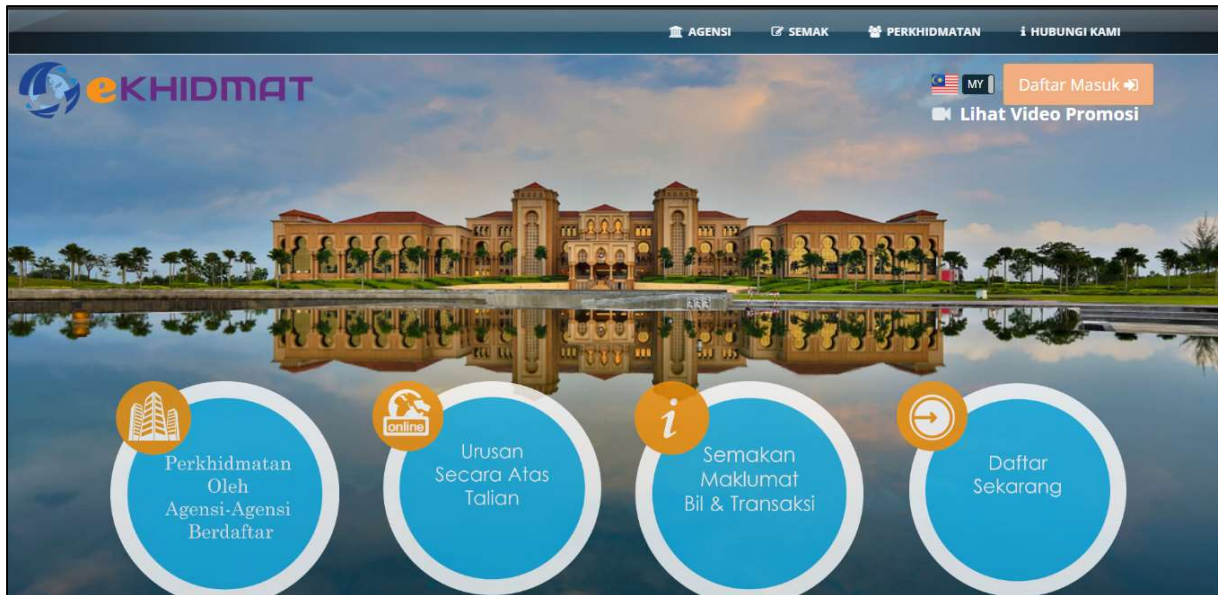 AGENSI
SEMAK
PERKHIDMATAN
HUBUNGI KAMI
eKHIDMAT
MY
Daftar Masuk
Lihat Video Promosi
online
Perkhidmatan
Oleh
Agensi-Agensi
Berdaftar
Urusan
Secara Atas
Talian
i
Semakan
Maklumat
Bil & Transaksi
Daftar
Sekarang